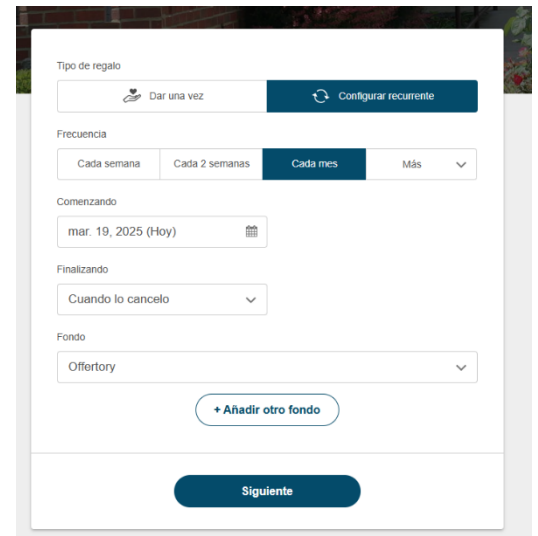 Tipo de regalo
Dar una vez
Configurar recurrente
Frecuencia
Cada semana
Cada 2 semanas
Cada mes
Más
Comenzando
mar. 19, 2025 (Hoy)
Finalizando
Cuando lo cancelo
Fondo
Offertory
+ Añadir otro fondo
Siguiente